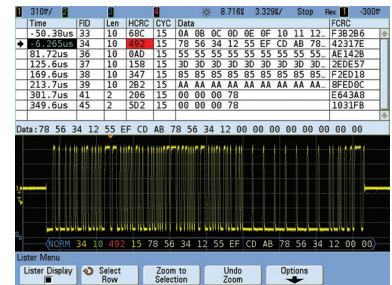 1 310▽/ 2 3 4 8.716% 3.329%/ Stop Flex 1 -300▽
Time FID Len HCRC CYC Data FCRC
-50.38us 33 10 68C 15 0A 0B 0C 0D 0E 0F 10 11 12… F3B2B6
-6.265us 34 10 492 15 78 56 34 12 55 EF CD AB 78… 42317E
81.72us 36 10 0AD 15 55 55 55 55 55 55 55 55 55… AE142B
125.6us 37 10 158 15 3D 3D 3D 3D 3D 3D 3D 3D 3D… 2EDE57
169.6us 38 10 347 15 85 85 85 85 85 85 85 85 85… F2ED18
213.7us 39 10 2B2 15 AA AA AA AA AA AA AA AA AA… 8FED0C
301.7us 41 2 206 15 00 00 00 78 E643A8
349.6us 45 2 5D2 15 00 00 00 78 1031FB
Data: 78 56 34 12 55 EF CD AB 78 56 34 12 00 00 00 00 00 00 00 00
NORM 34 10 492 15 78 56 34 12 55 EF CD AB 78 56 34 12 00 00
Lister Menu
Lister Display
Select Row
Zoom to Selection
Undo Zoom
Options